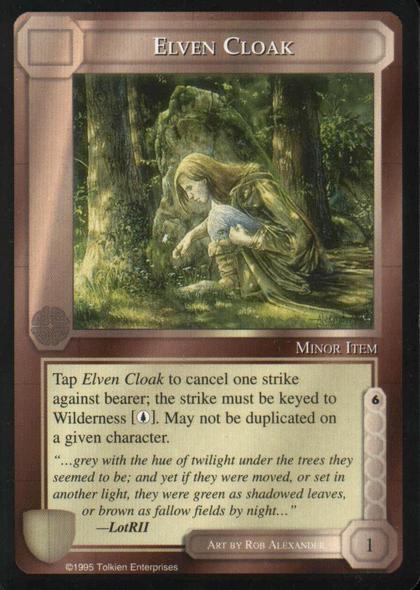 ELVEN CLOAK
MINOR ITEM
Tap Elven Cloak to cancel one strike
against bearer; the strike must be keyed to
Wilderness [ ]. May not be duplicated on
a given character.
6
“…grey with the hue of twilight under the trees they
seemed to be; and yet if they were moved, or set in
another light, they were green as shadowed leaves,
or brown as fallow fields by night…”
—LotRII
ART BY ROB ALEXANDER
1
©1995 Tolkien Enterprises